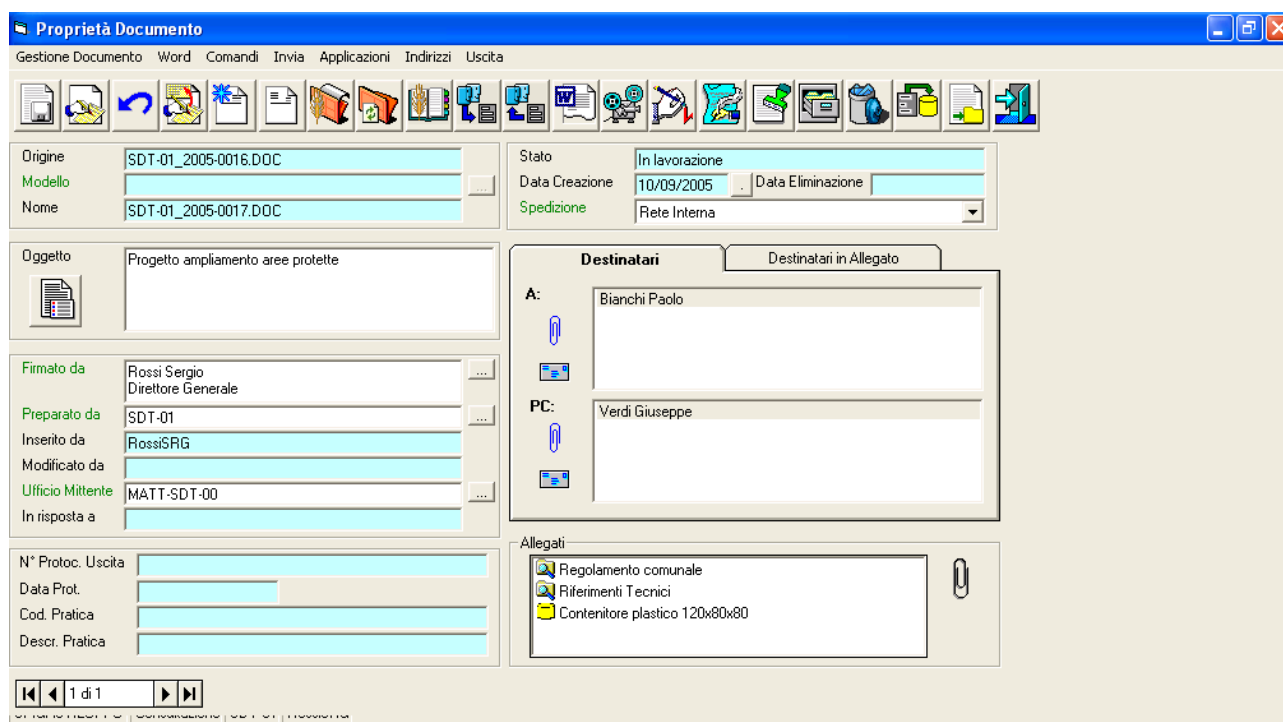 Proprietà Documento
Gestione Documento Word Comandi Invia Applicazioni Indirizzi Uscita
Origine SDT-01_2005-0016.DOC
Modello ...
Nome SDT-01_2005-0017.DOC
Stato In lavorazione
Data Creazione 10/09/2005 . Data Eliminazione
Spedizione Rete Interna
Oggetto Progetto ampliamento aree protette
Destinatari Destinatari in Allegato
A: Bianchi Paolo
PC: Verdi Giuseppe
Firmato da Rossi Sergio ...
Direttore Generale
Preparato da SDT-01 ...
Inserito da RossiSRG
Modificato da
Ufficio Mittente MATT-SDT-00 ...
In risposta a
N° Protoc. Uscita
Data Prot.
Cod. Pratica
Descr. Pratica
Allegati
Regolamento comunale
Riferimenti Tecnici
Contenitore plastico 120x80x80
1 di 1